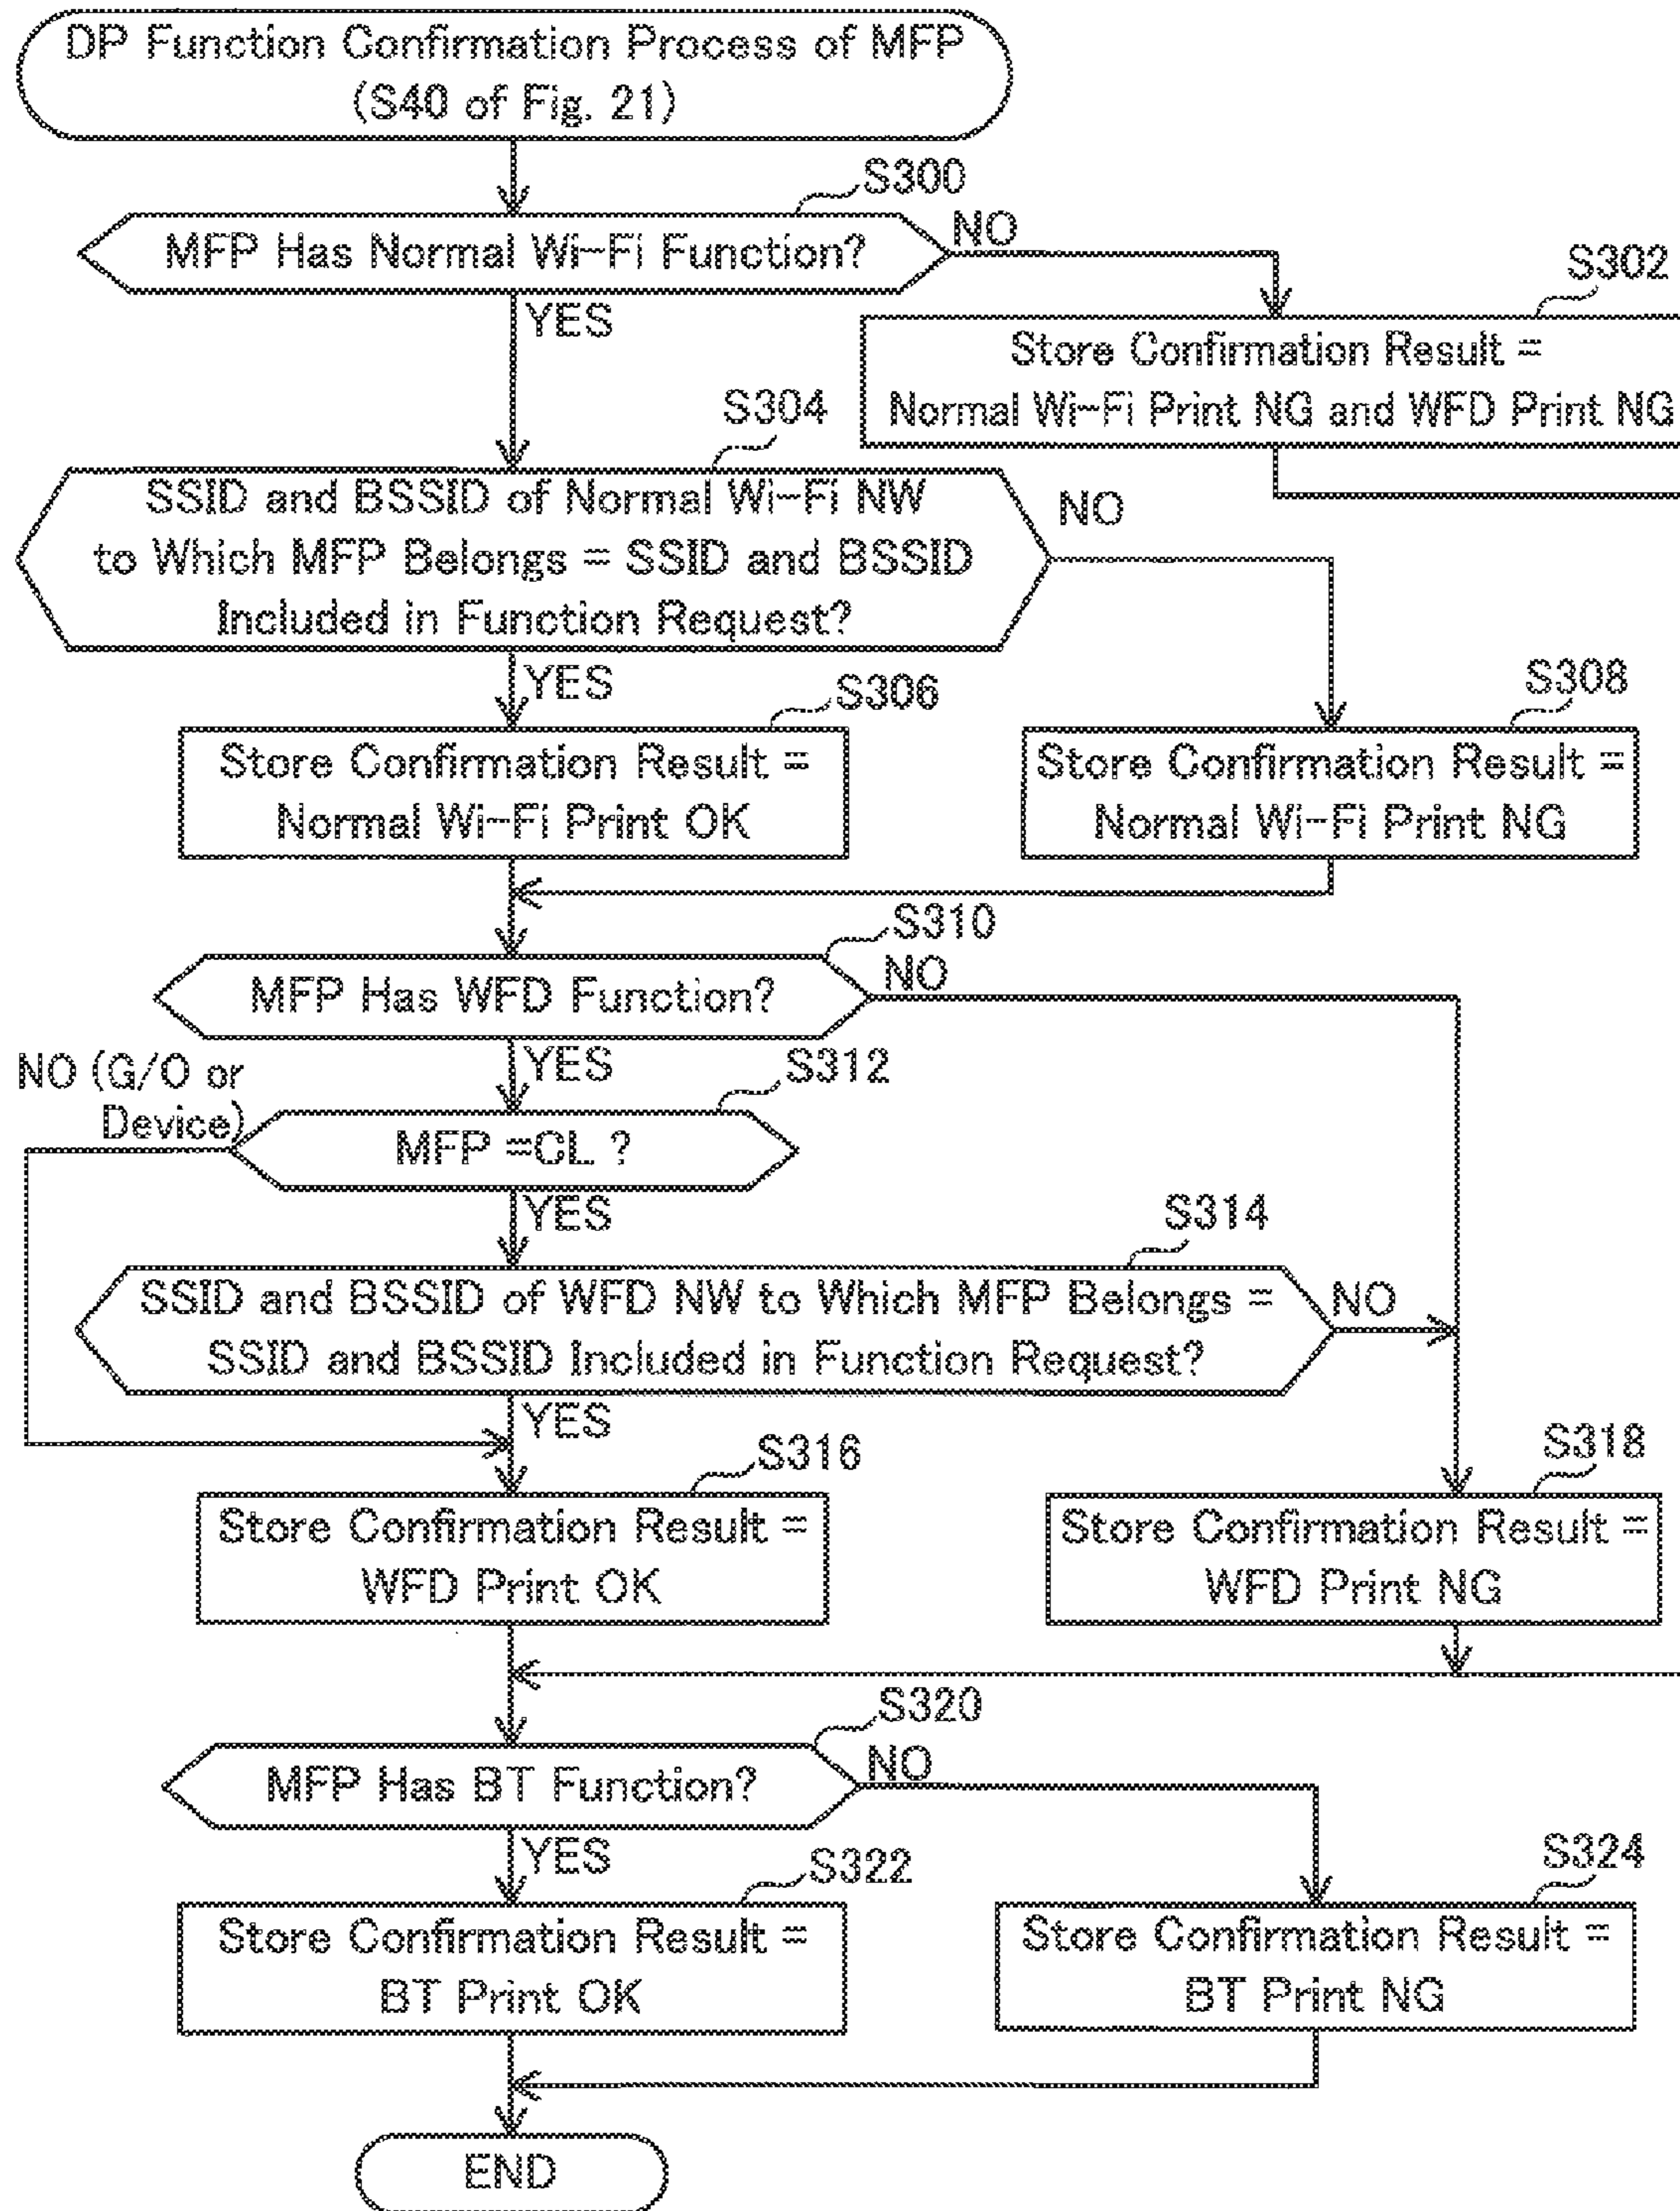 DP Function Confirmation Process of MFP
(S40 of Fig. 21)
S300
MFP Has Normal Wi-Fi Function?
NO
YES
S302
Store Confirmation Result =
Normal Wi-Fi Print NG and WFD Print NG
S304
SSID and BSSID of Normal Wi-Fi NW
to Which MFP Belongs = SSID and BSSID
Included in Function Request?
NO
YES
S306
Store Confirmation Result =
Normal Wi-Fi Print OK
S308
Store Confirmation Result =
Normal Wi-Fi Print NG
S310
MFP Has WFD Function?
NO
YES
S312
NO (G/O or
Device)
MFP =CL ?
YES
S314
SSID and BSSID of WFD NW to Which MFP Belongs =
SSID and BSSID Included in Function Request?
NO
YES
S316
Store Confirmation Result =
WFD Print OK
S318
Store Confirmation Result =
WFD Print NG
S320
MFP Has BT Function?
NO
YES
S322
Store Confirmation Result =
BT Print OK
S324
Store Confirmation Result =
BT Print NG
END